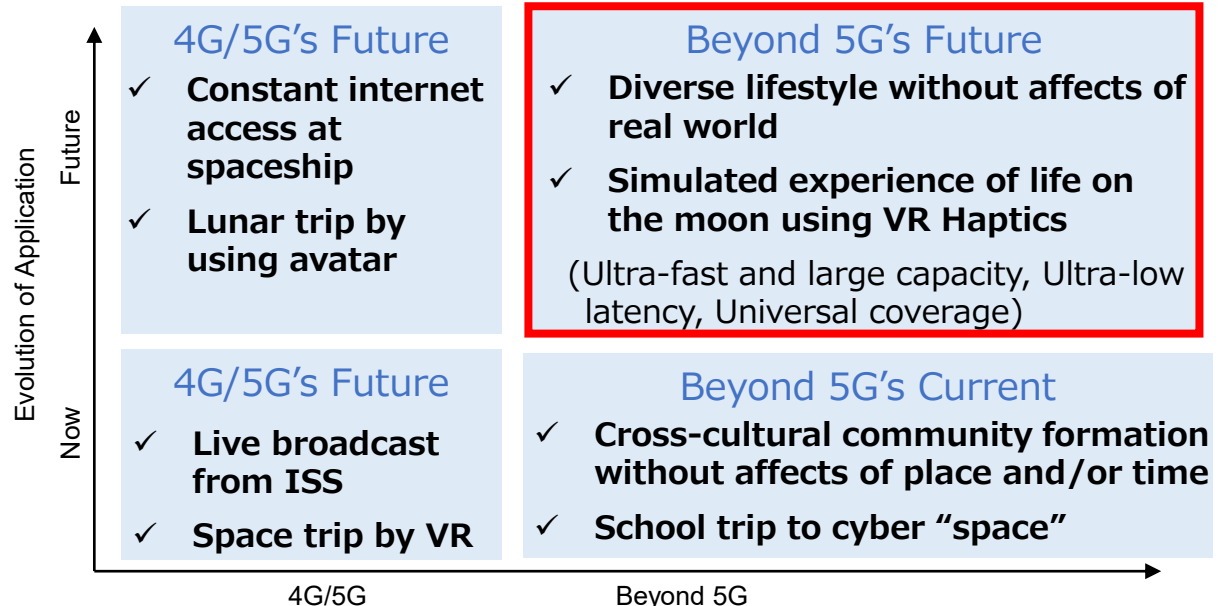 Evolution of Application
Future
Now
4G/5G's Future
✓ Constant internet
access at
spaceship
✓ Lunar trip by
using avatar
Beyond 5G's Future
✓ Diverse lifestyle without affects of
real world
✓ Simulated experience of life on
the moon using VR Haptics
(Ultra-fast and large capacity, Ultra-low
latency, Universal coverage)
4G/5G's Future
✓ Live broadcast
from ISS
✓ Space trip by VR
Beyond 5G's Current
✓ Cross-cultural community formation
without affects of place and/or time
✓ School trip to cyber “space”
4G/5G
Beyond 5G